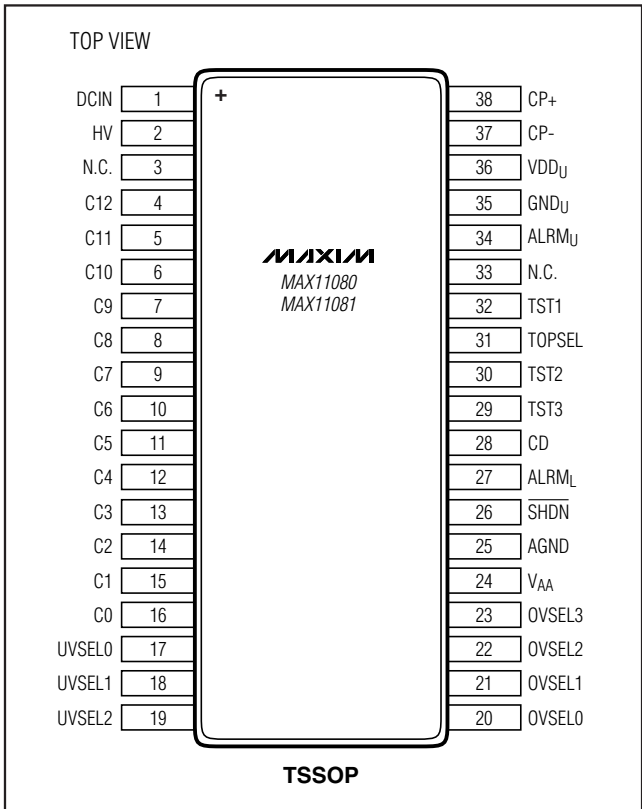 TOP VIEW
DCIN 1 + 38 CP+
HV 2 37 CP-
N.C. 3 36 VDDU
C12 4 35 GNDU
C11 5 34 ALRMU
MAXIM
C10 6 MAX11080 33 N.C.
C9 7 MAX11081 32 TST1
C8 8 31 TOPSEL
C7 9 30 TST2
C6 10 29 TST3
C5 11 28 CD
C4 12 27 ALRML
C3 13 26 SHDN
C2 14 25 AGND
C1 15 24 VAA
C0 16 23 OVSEL3
UVSEL0 17 22 OVSEL2
UVSEL1 18 21 OVSEL1
UVSEL2 19 20 OVSEL0
TSSOP